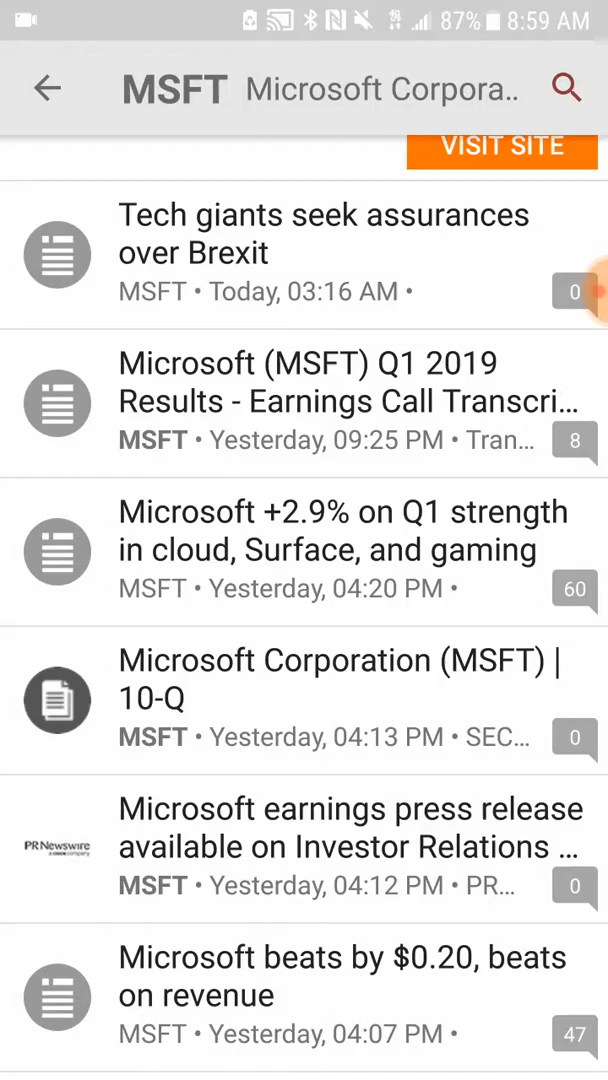 87% 8:59 AM
MSFT Microsoft Corpora..
VISIT SITE
Tech giants seek assurances
over Brexit
MSFT • Today, 03:16 AM •
0
Microsoft (MSFT) Q1 2019
Results - Earnings Call Transcri...
MSFT • Yesterday, 09:25 PM • Tran...
8
Microsoft +2.9% on Q1 strength
in cloud, Surface, and gaming
MSFT • Yesterday, 04:20 PM •
60
Microsoft Corporation (MSFT) |
10-Q
MSFT • Yesterday, 04:13 PM • SEC...
0
PR Newswire
Microsoft earnings press release
available on Investor Relations ...
MSFT • Yesterday, 04:12 PM • PR...
0
Microsoft beats by $0.20, beats
on revenue
MSFT • Yesterday, 04:07 PM •
47